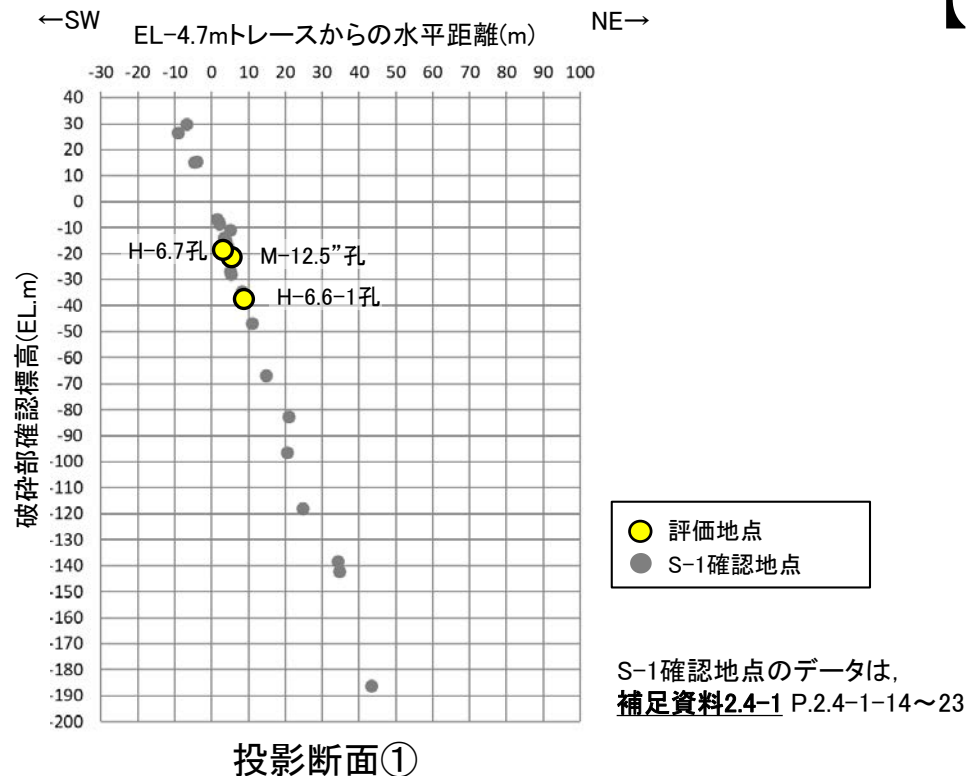 ←SW
NE→
EL-4.7mトレースからの水平距離(m)
-30 -20 -10 0 10 20 30 40 50 60 70 80 90 100
40
30
20
10
0
-10
-20
-30
-40
-50
-60
-70
-80
-90
-100
-110
-120
-130
-140
-150
-160
-170
-180
-190
-200
破砕部確認標高(EL.m)
H-6.7孔
M-12.5”孔
H-6.6-1孔
評価地点
S-1確認地点
S-1確認地点のデータは,
補足資料2.4-1 P.2.4-1-14~23
投影断面①